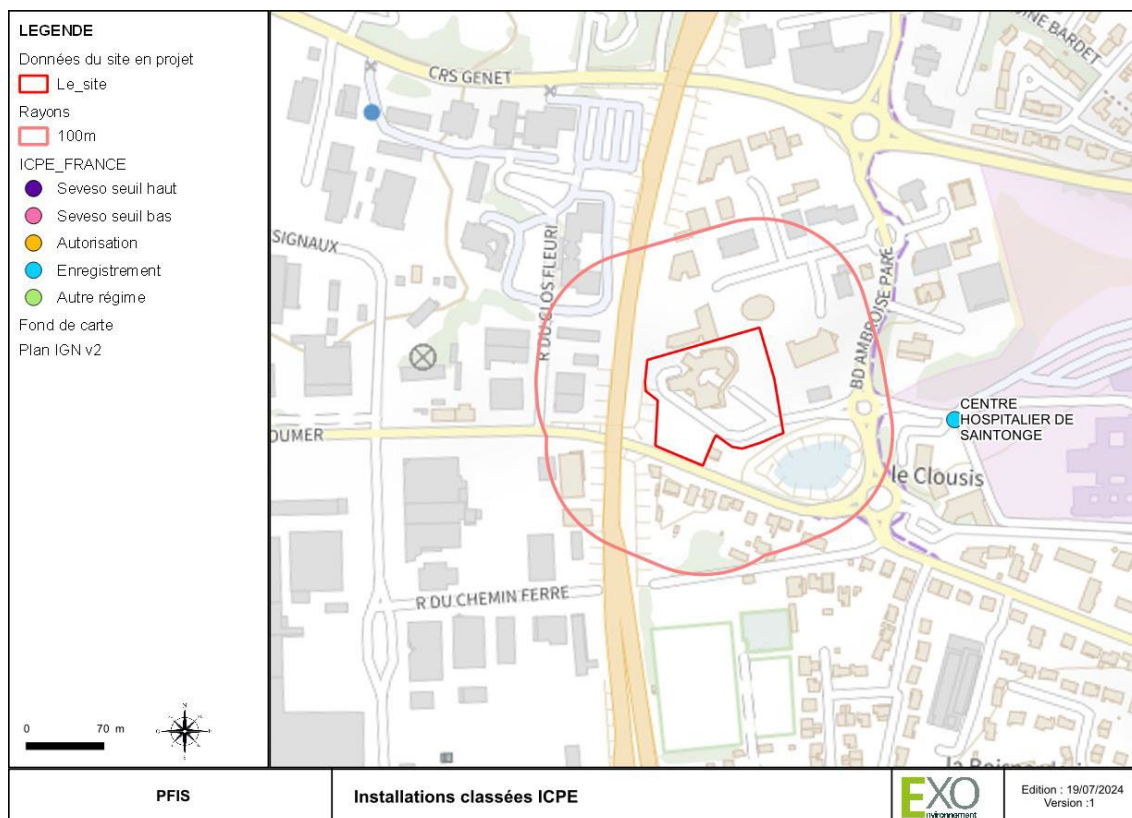 LEGENDE
Données du site en projet
Le_site
Rayons
100m
ICPE_FRANCE
Seveso seuil haut
Seveso seuil bas
Autorisation
Enregistrement
Autre régime
Fond de carte
Plan IGN v2
0 70 m
CRS GENET
BARDET
SIGNAUX
R DU CLOS FLEURI
BD AMBROISE PARE
OUMER
CENTRE
HOSPITALIER DE
SAINTONGE
le Clousis
R DU CHEMIN FERRE
PFIS
Installations classées ICPE
EXO
nvironnement
Edition : 19/07/2024
Version :1